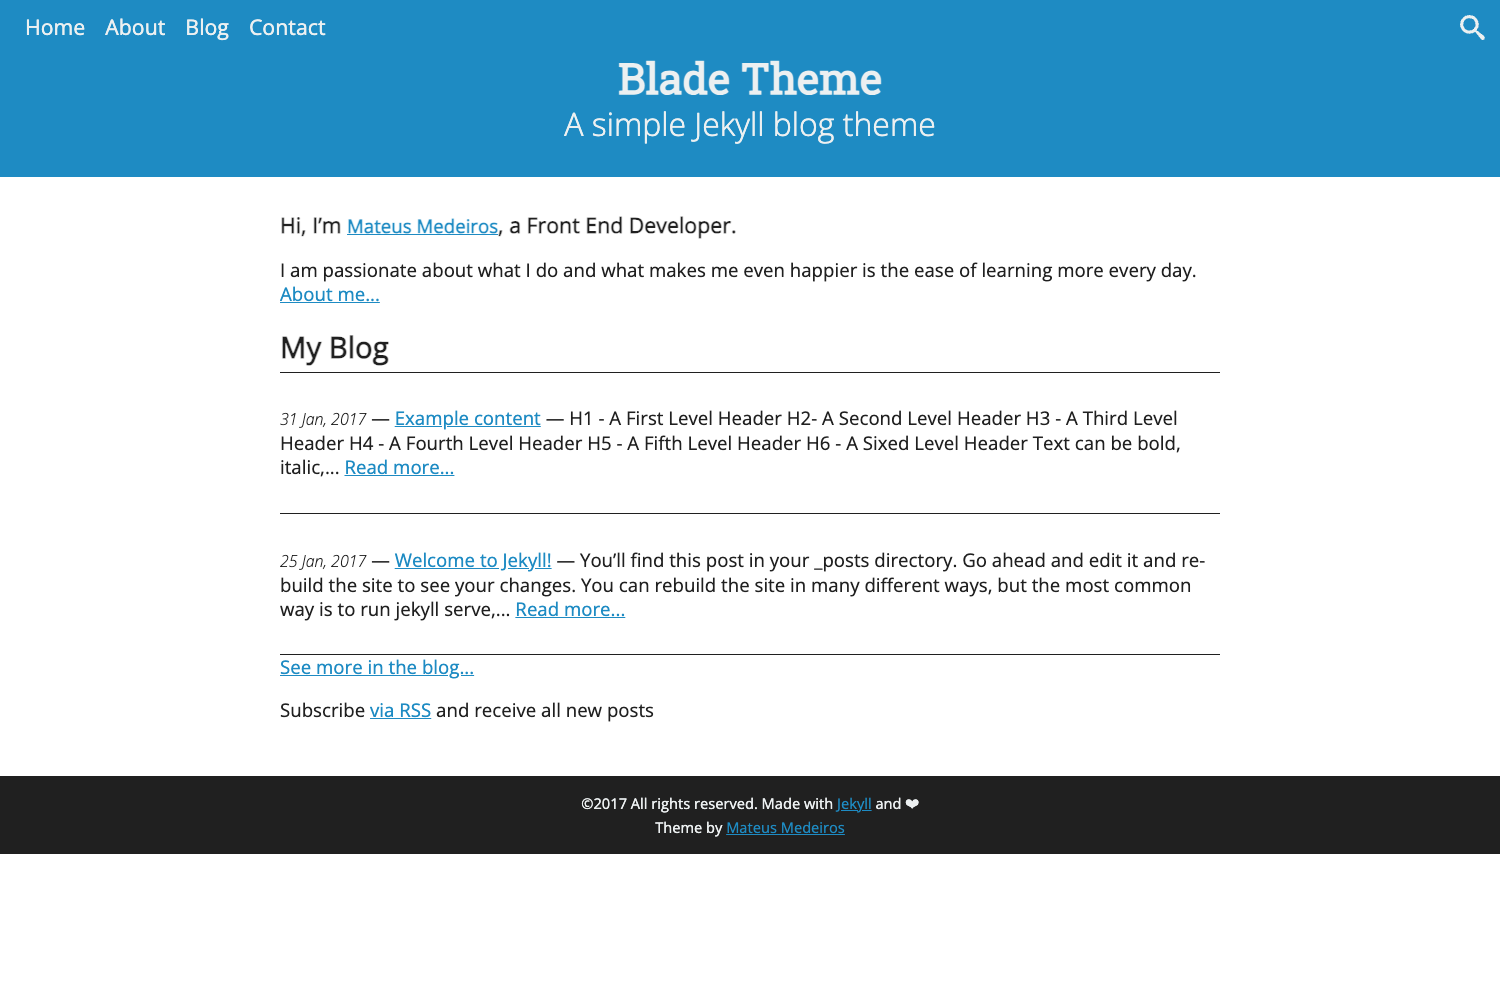 Home About Blog Contact
Blade Theme
A simple Jekyll blog theme
Hi, I’m Mateus Medeiros, a Front End Developer.
I am passionate about what I do and what makes me even happier is the ease of learning more every day.
About me...
My Blog
31 Jan, 2017 — Example content — H1 - A First Level Header H2- A Second Level Header H3 - A Third Level
Header H4 - A Fourth Level Header H5 - A Fifth Level Header H6 - A Sixed Level Header Text can be bold,
italic,... Read more...
25 Jan, 2017 — Welcome to Jekyll! — You’ll find this post in your _posts directory. Go ahead and edit it and re-
build the site to see your changes. You can rebuild the site in many different ways, but the most common
way is to run jekyll serve,... Read more...
See more in the blog...
Subscribe via RSS and receive all new posts
©2017 All rights reserved. Made with Jekyll and ❤
Theme by Mateus Medeiros